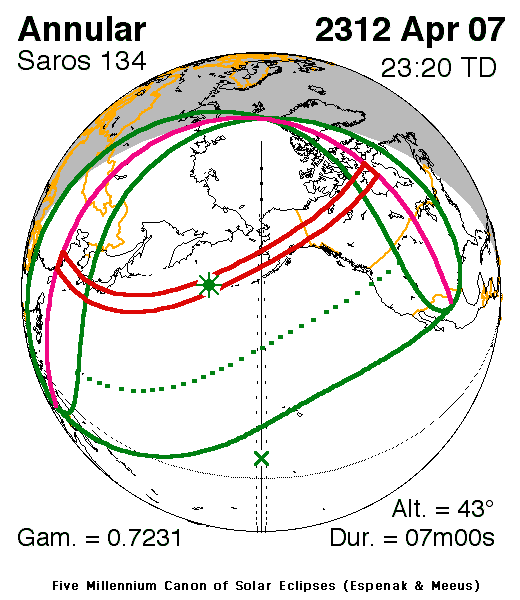 Annular
2312 Apr 07
Saros 134
23:20 TD
Alt. = 43°
Gam. = 0.7231
Dur. = 07m00s
Five Millennium Canon of Solar Eclipses (Espenak & Meeus)